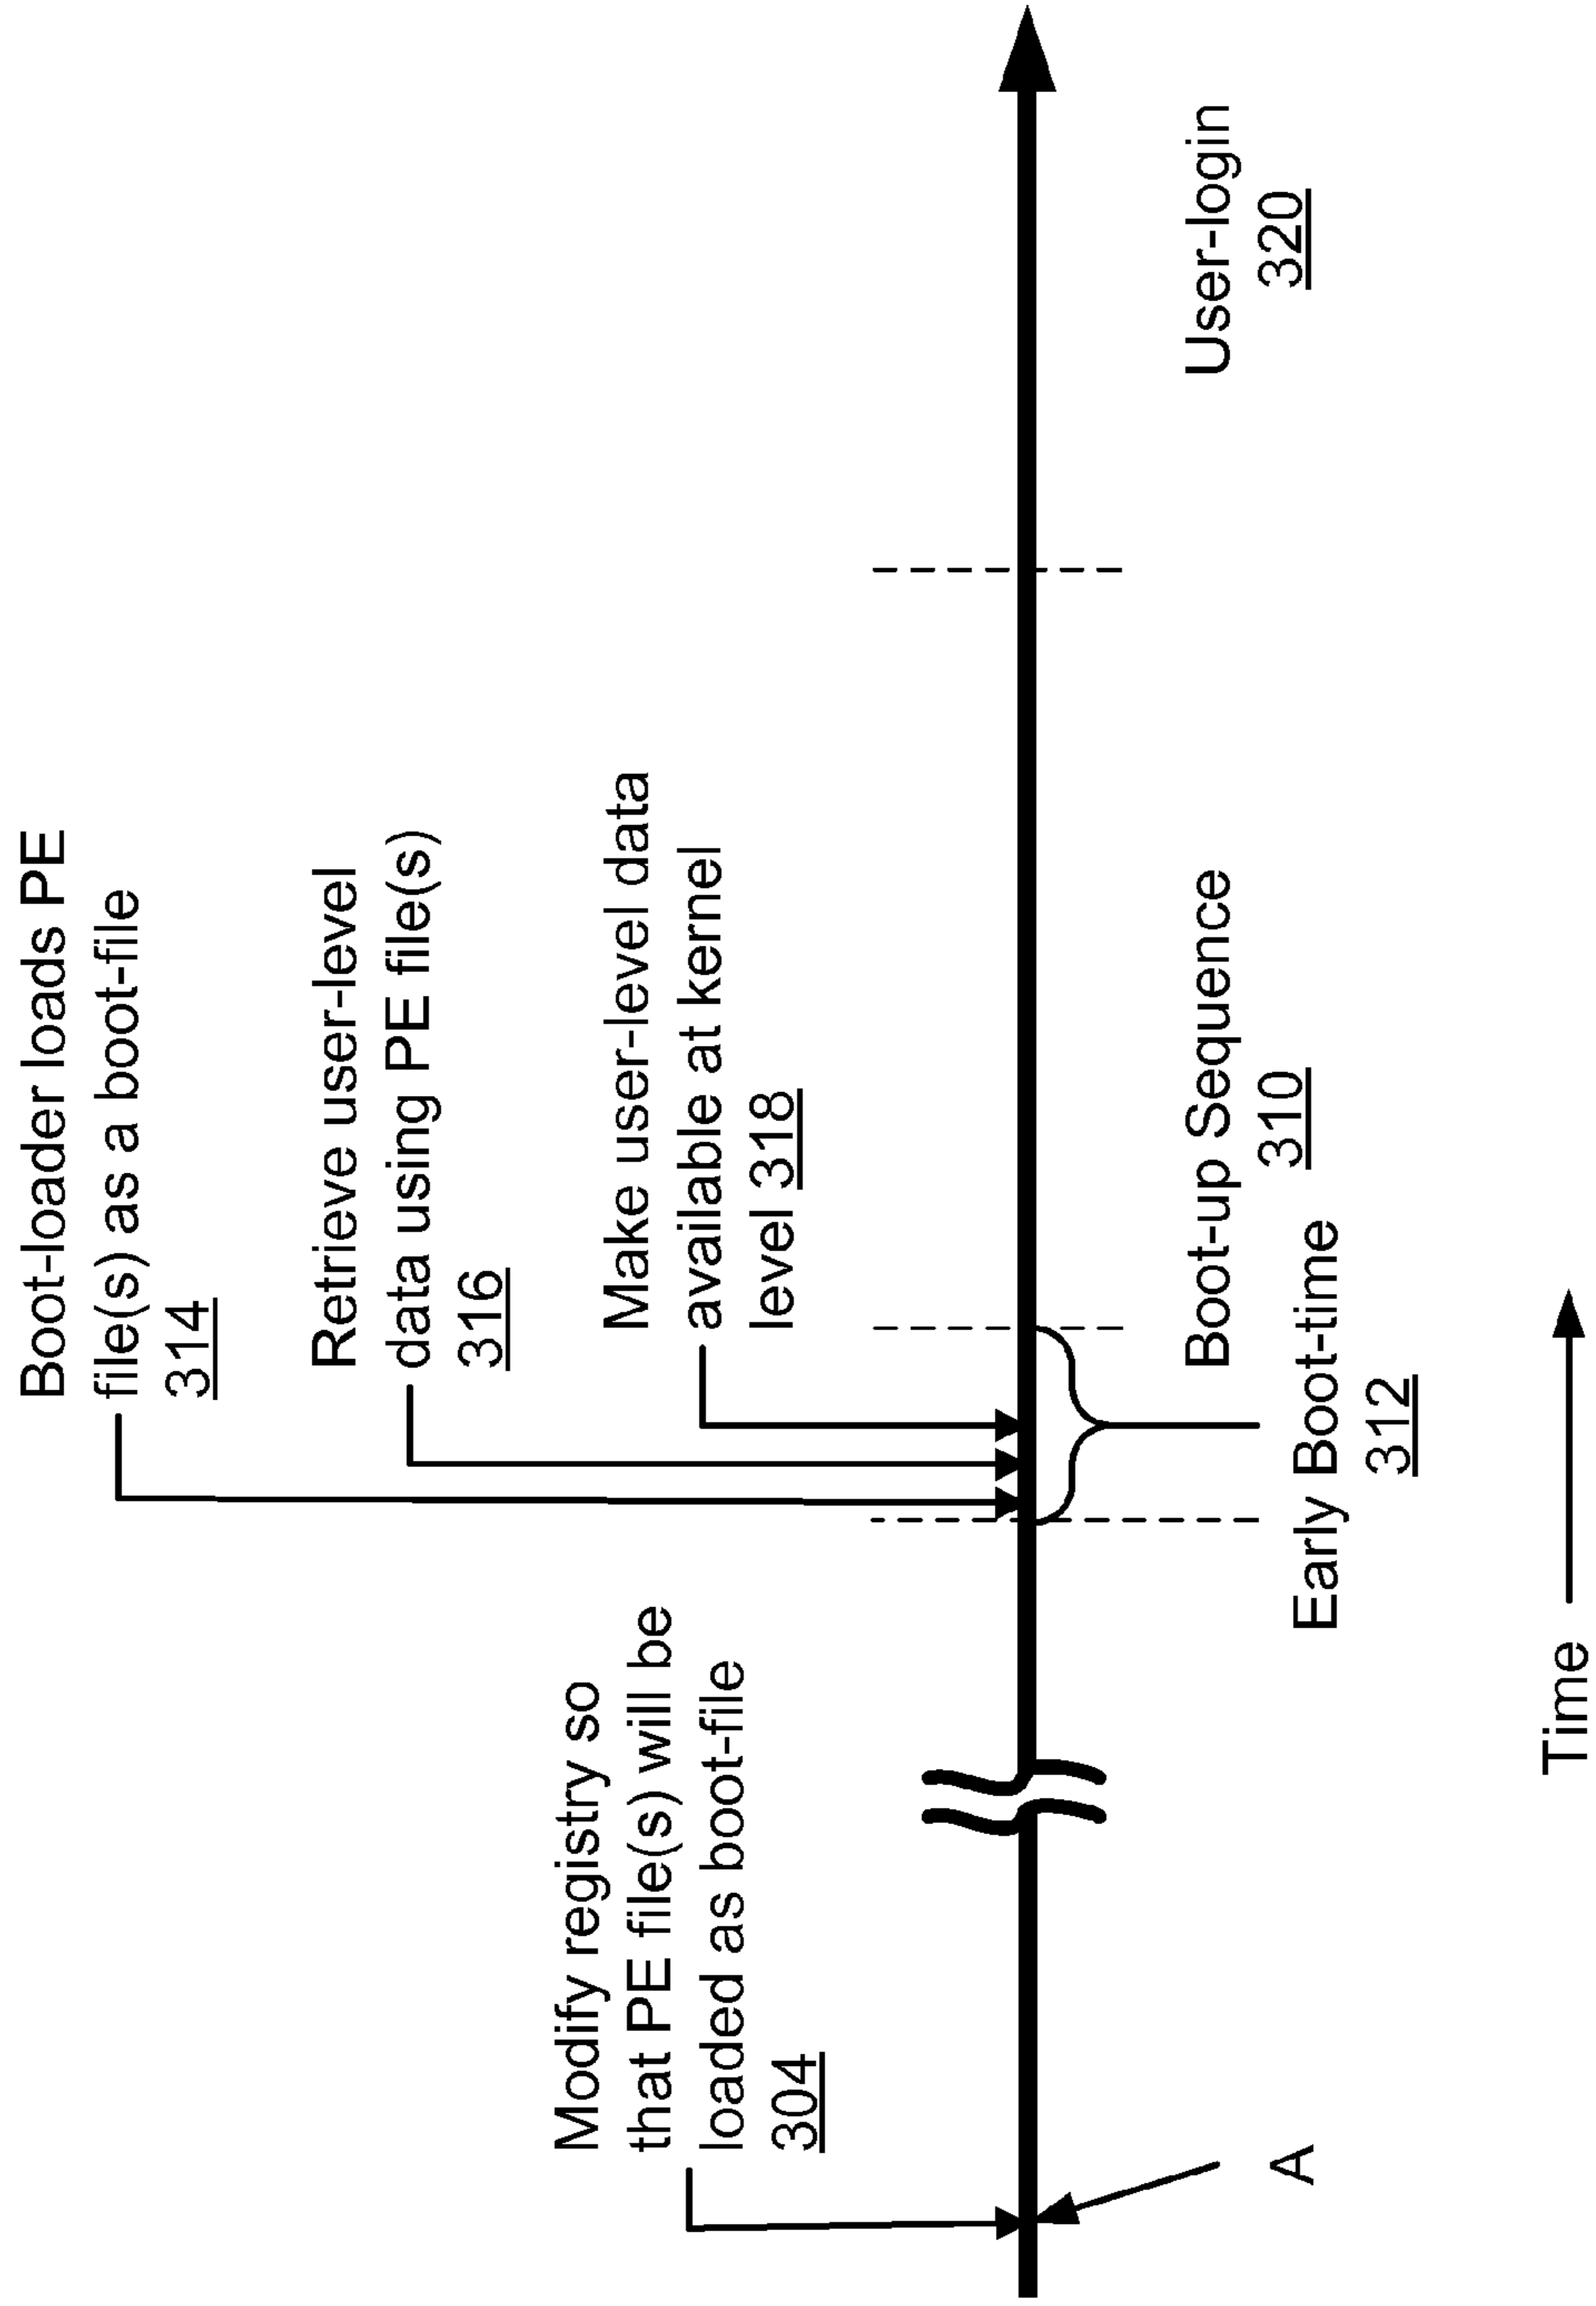 Boot-loader loads PE
file(s) as a boot-file
314
Retrieve user-level
data using PE file(s)
316
Make user-level data
available at kernel
level 318
Modify registry so
that PE file(s) will be
loaded as boot-file
304
A
Boot-up Sequence
310
Early Boot-time
312
User-login
320
Time